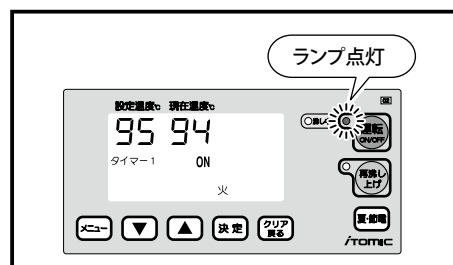 ランプ点灯
設定温度℃ 現在温度℃
95 94
タイマー1 ON
火
沸し
運転
ON/OFF
再沸し
上げ
夏・節電
メニュー ▼ ▲ 決定 クリア
戻る
iTOMIC